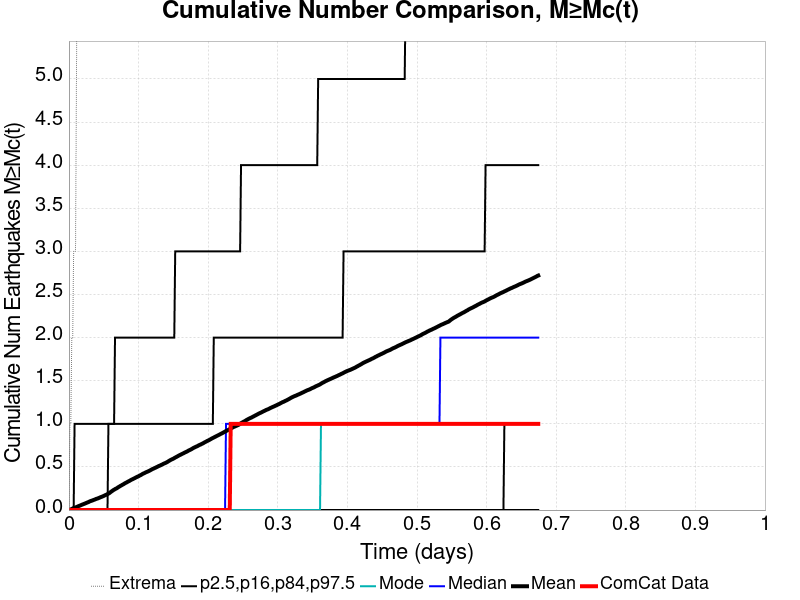 Cumulative Number Comparison, M≥Mc(t)
Cumulative Num Earthquakes M≥Mc(t)
5.0
4.5
4.0
3.5
3.0
2.5
2.0
1.5
1.0
0.5
0.0
0 0.1 0.2 0.3 0.4 0.5 0.6 0.7 0.8 0.9 1
Time (days)
Extrema p2.5,p16,p84,p97.5 Mode Median Mean ComCat Data